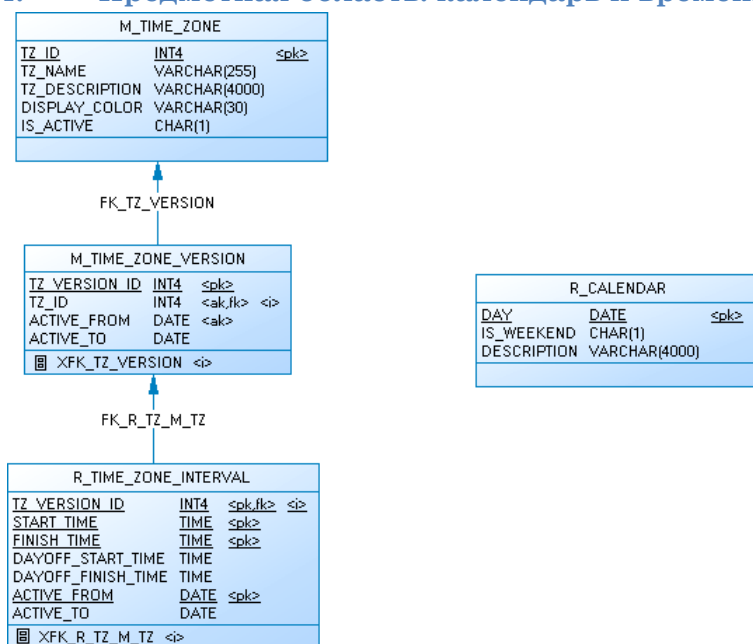 Предметная область: календарь и
M_TIME_ZONE
TZ_ID INT4 <pk>
TZ_NAME VARCHAR(255)
TZ_DESCRIPTION VARCHAR(4000)
DISPLAY_COLOR VARCHAR(30)
IS_ACTIVE CHAR(1)
FK_TZ_VERSION
M_TIME_ZONE_VERSION
TZ_VERSION_ID INT4 <pk>
TZ_ID INT4 <ak,fk> <i>
ACTIVE_FROM DATE <ak>
ACTIVE_TO DATE
XFK_TZ_VERSION <i>
R_CALENDAR
DAY DATE <pk>
IS_WEEKEND CHAR(1)
DESCRIPTION VARCHAR(4000)
FK_R_TZ_M_TZ
R_TIME_ZONE_INTERVAL
TZ_VERSION_ID INT4 <pk,fk> <i>
START_TIME TIME <pk>
FINISH_TIME TIME <pk>
DAYOFF_START_TIME TIME
DAYOFF_FINISH_TIME TIME
ACTIVE_FROM DATE <pk>
ACTIVE_TO DATE
XFK_R_TZ_M_TZ <i>